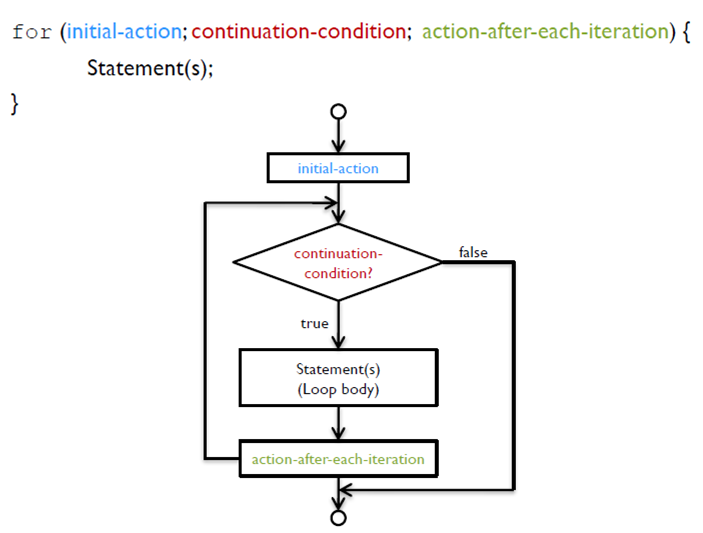 for (initial-action; continuation-condition; action-after-each-iteration) {
Statement(s);
}
initial-action
continuation-
condition?
false
true
Statement(s)
(Loop body)
action-after-each-iteration